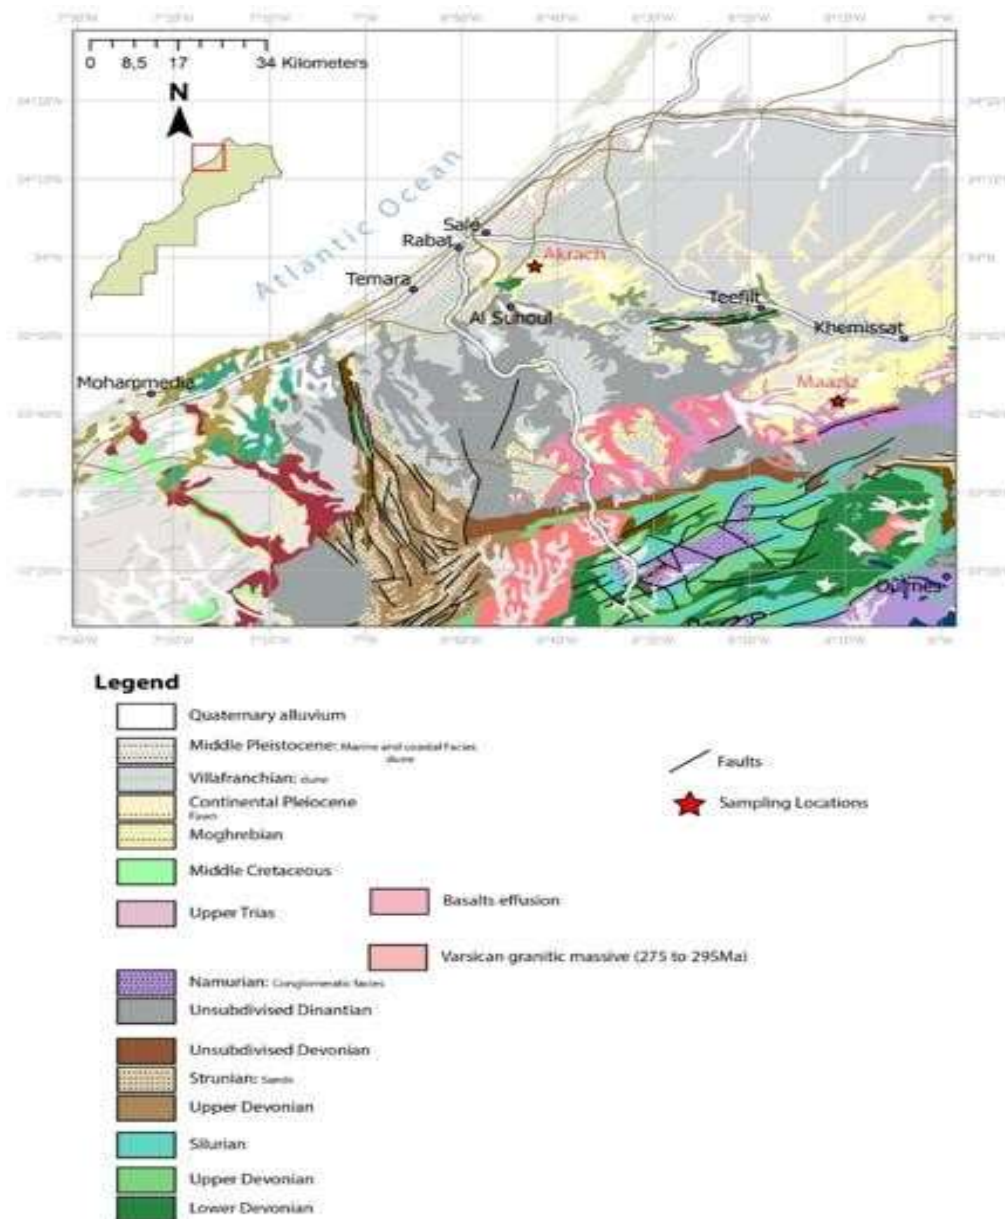 0 8,5 17 34 Kilometers
N
Atlantic Ocean
Salé
Rabat
Akrach
Temara
Al Suhoul
Teefilt
Khemissat
Maaziz
Oulmes
Legend
Quaternary alluvium
Middle Pleistocene: Marine and coastal Facies
dune
Villafranchian: dune
Continental Pleiocene
Moghrebian
Middle Cretaceous
Upper Trias
Basalts effusion
Varsican granitic massive (275 to 295Ma)
Namurian: Conglomeratic facies
Unsubdivised Dinantian
Unsubdivised Devonian
Strunian: Sands
Upper Devonian
Silurian
Upper Devonian
Lower Devonian
Faults
Sampling Locations